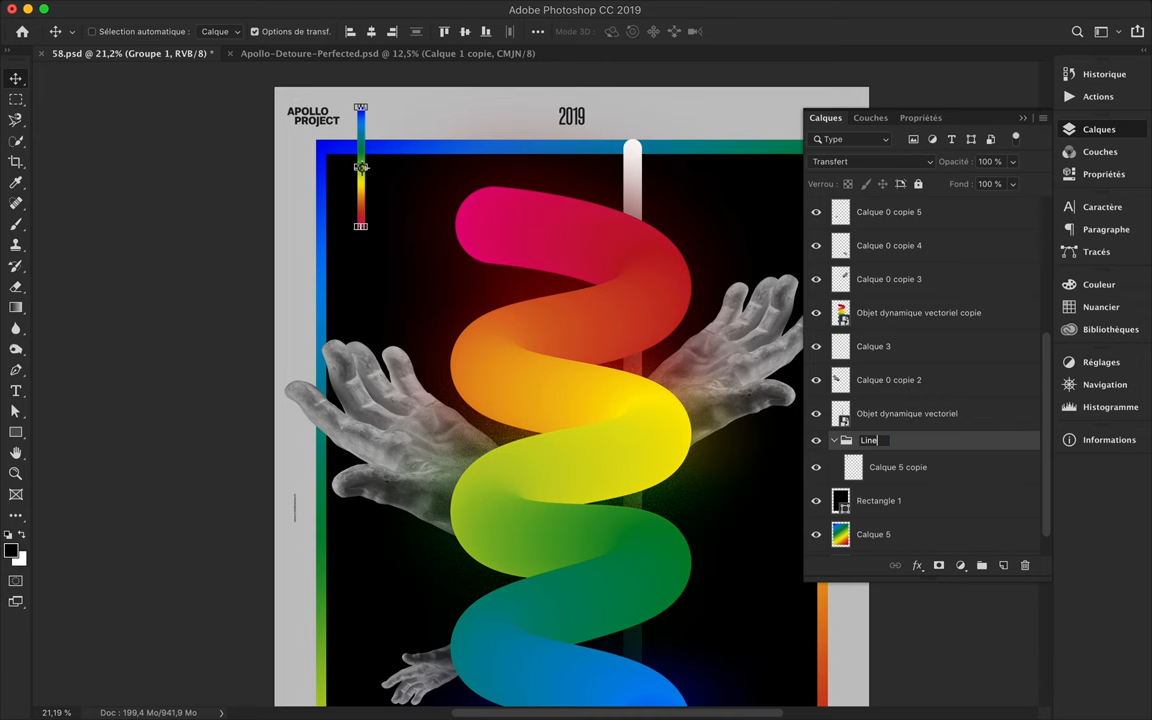 Adobe Photoshop CC 2019
Sélection automatique :
Calque
Options de transf.
Mode 3D :
58.psd @ 21,2% (Groupe 1, RVB/8) *
Apollo-Detoure-Perfected.psd @ 12,5% (Calque 1 copie, CMJN/8)
APOLLO
PROJECT
2019
Calques
Couches
Propriétés
Type
Transfert
Opacité :
100 %
Verrou :
Fond :
100 %
Calque 0 copie 5
Calque 0 copie 4
Calque 0 copie 3
Objet dynamique vectoriel copie
Calque 3
Calque 0 copie 2
Objet dynamique vectoriel
Line
Calque 5 copie
Rectangle 1
Calque 5
Historique
Actions
Calques
Couches
Propriétés
Caractère
Paragraphe
Tracés
Couleur
Nuancier
Bibliothèques
Réglages
Navigation
Histogramme
Informations
21,19 %
Doc : 199,4 Mo/941,9 Mo